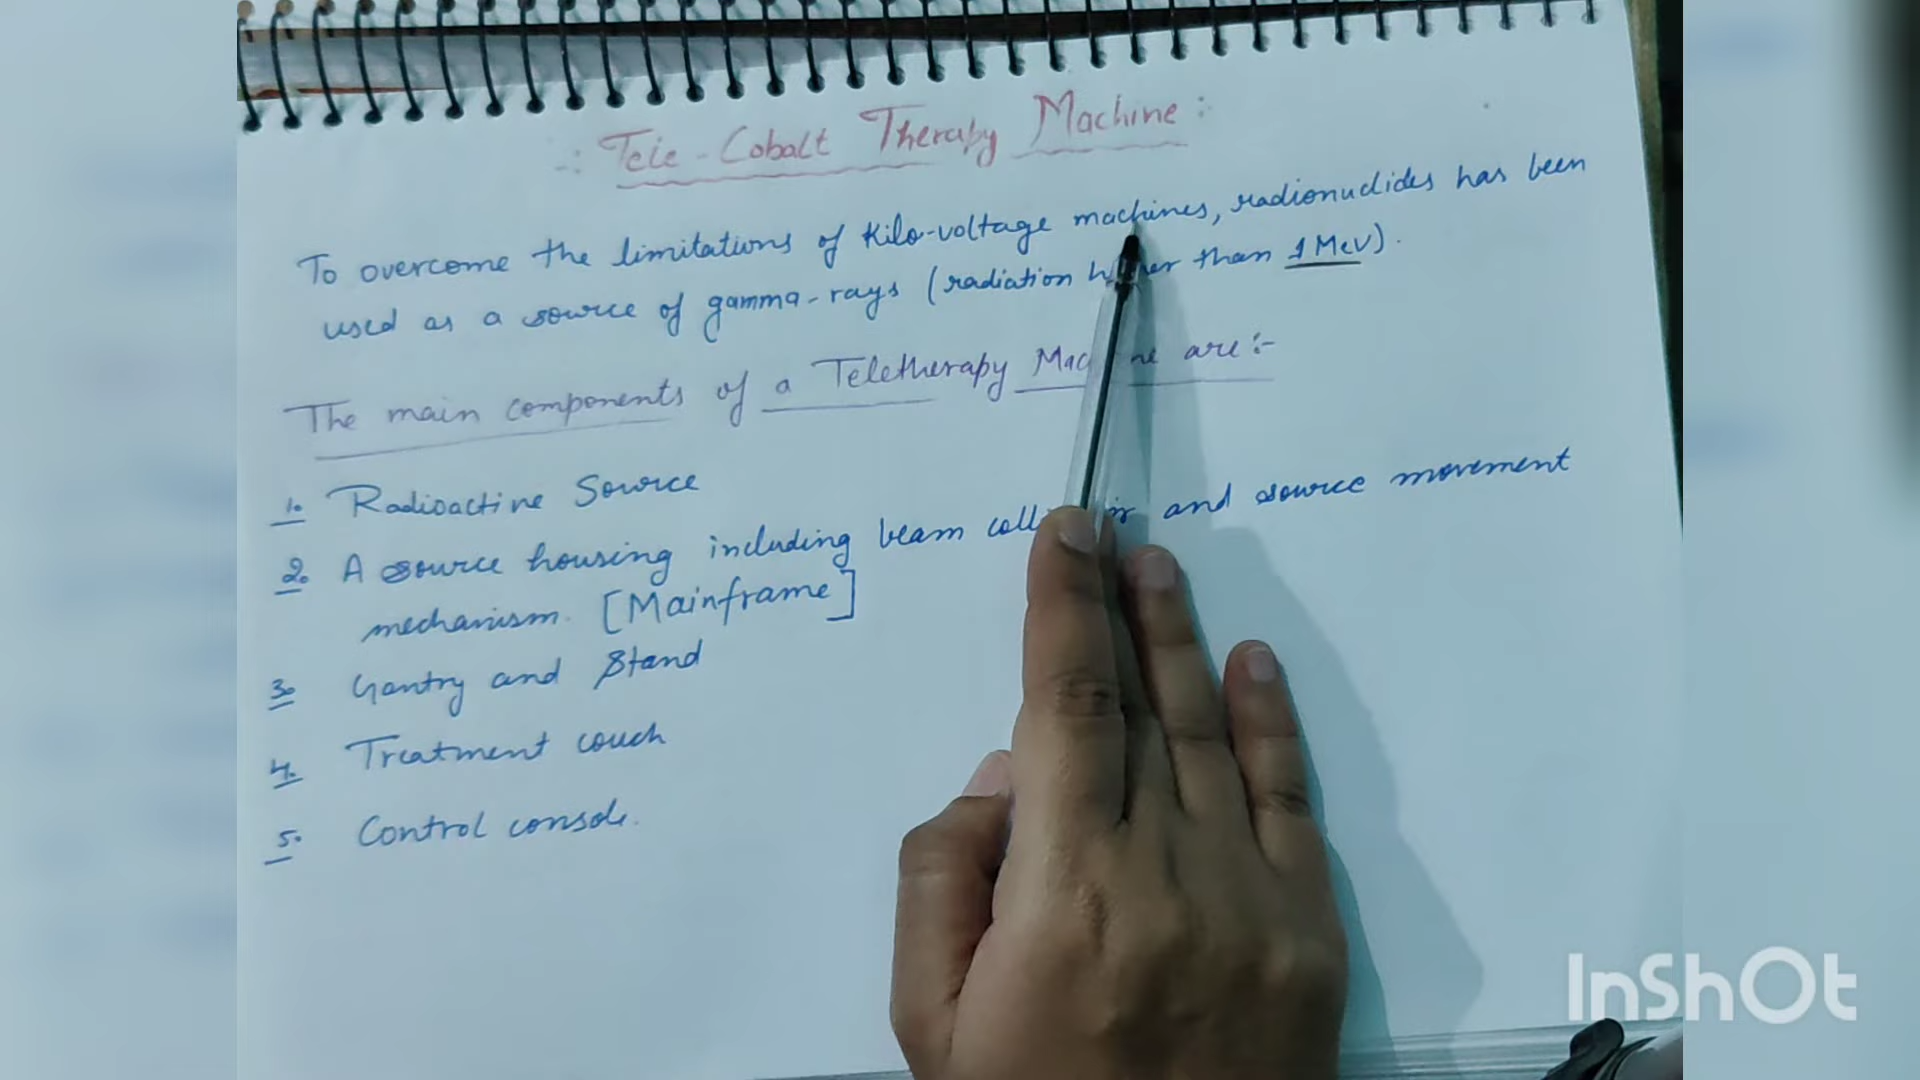 Tele-Cobalt Therapy Machine:
To overcome the limitations of Kilo-voltage machines, radionuclides has been
used as a source of gamma-rays (radiation higher than 1 MeV).
The main components of a Teletherapy Machine are:-
1. Radioactive Source
2. A source housing including beam and source movement
mechanism. [Mainframe]
3. Gantry and Stand
4. Treatment couch
5. Control console.
InShOt